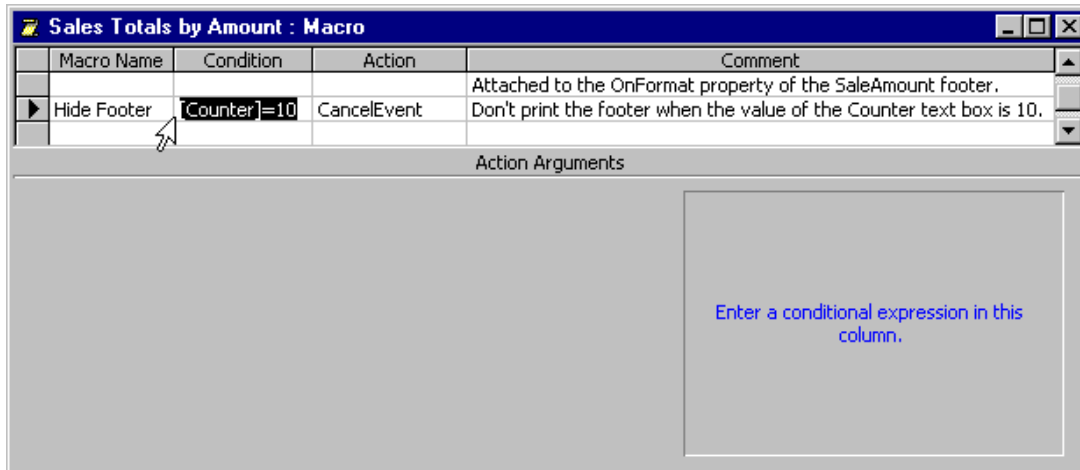 Sales Totals by Amount : Macro
Macro Name Condition Action Comment
Attached to the OnFormat property of the SaleAmount footer.
Hide Footer [Counter]=10 CancelEvent Don't print the footer when the value of the Counter text box is 10.
Action Arguments
Enter a conditional expression in this
column.